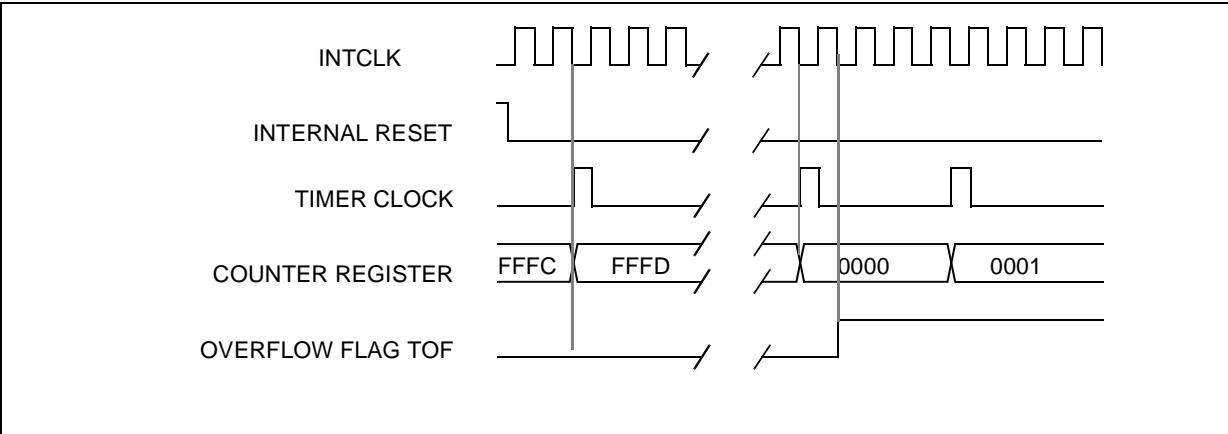 INTCLK
INTERNAL RESET
TIMER CLOCK
COUNTER REGISTER FFFC FFFD 0000 0001
OVERFLOW FLAG TOF